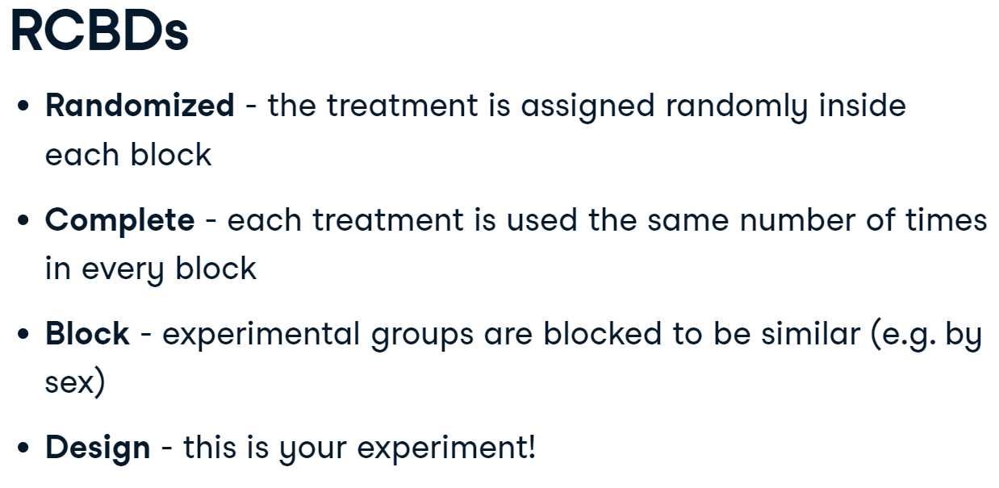 RCBDs
• Randomized - the treatment is assigned randomly inside
each block
• Complete - each treatment is used the same number of times
in every block
• Block - experimental groups are blocked to be similar (e.g. by
sex)
• Design - this is your experiment!